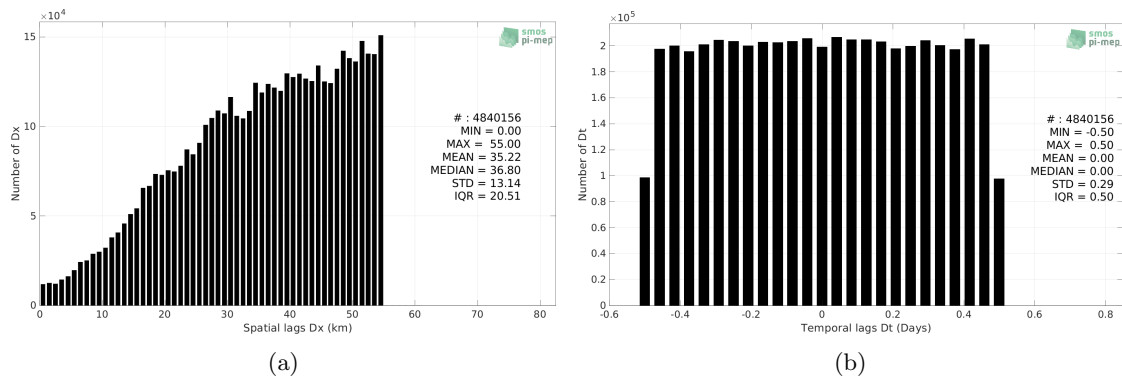 ×10⁴
15
10
5
0
0 10 20 30 40 50 60 70 80
Number of Dx
Spatial lags Dx (km)
smos
pi-mep
# : 4840156
MIN = 0.00
MAX = 55.00
MEAN = 35.22
MEDIAN = 36.80
STD = 13.14
IQR = 20.51
(a)
×10⁵
2
1.8
1.6
1.4
1.2
1
0.8
0.6
0.4
0.2
0
-0.6 -0.4 -0.2 0 0.2 0.4 0.6 0.8
Number of Dt
Temporal lags Dt (Days)
smos
pi-mep
# : 4840156
MIN = -0.50
MAX = 0.50
MEAN = 0.00
MEDIAN = 0.00
STD = 0.29
IQR = 0.50
(b)